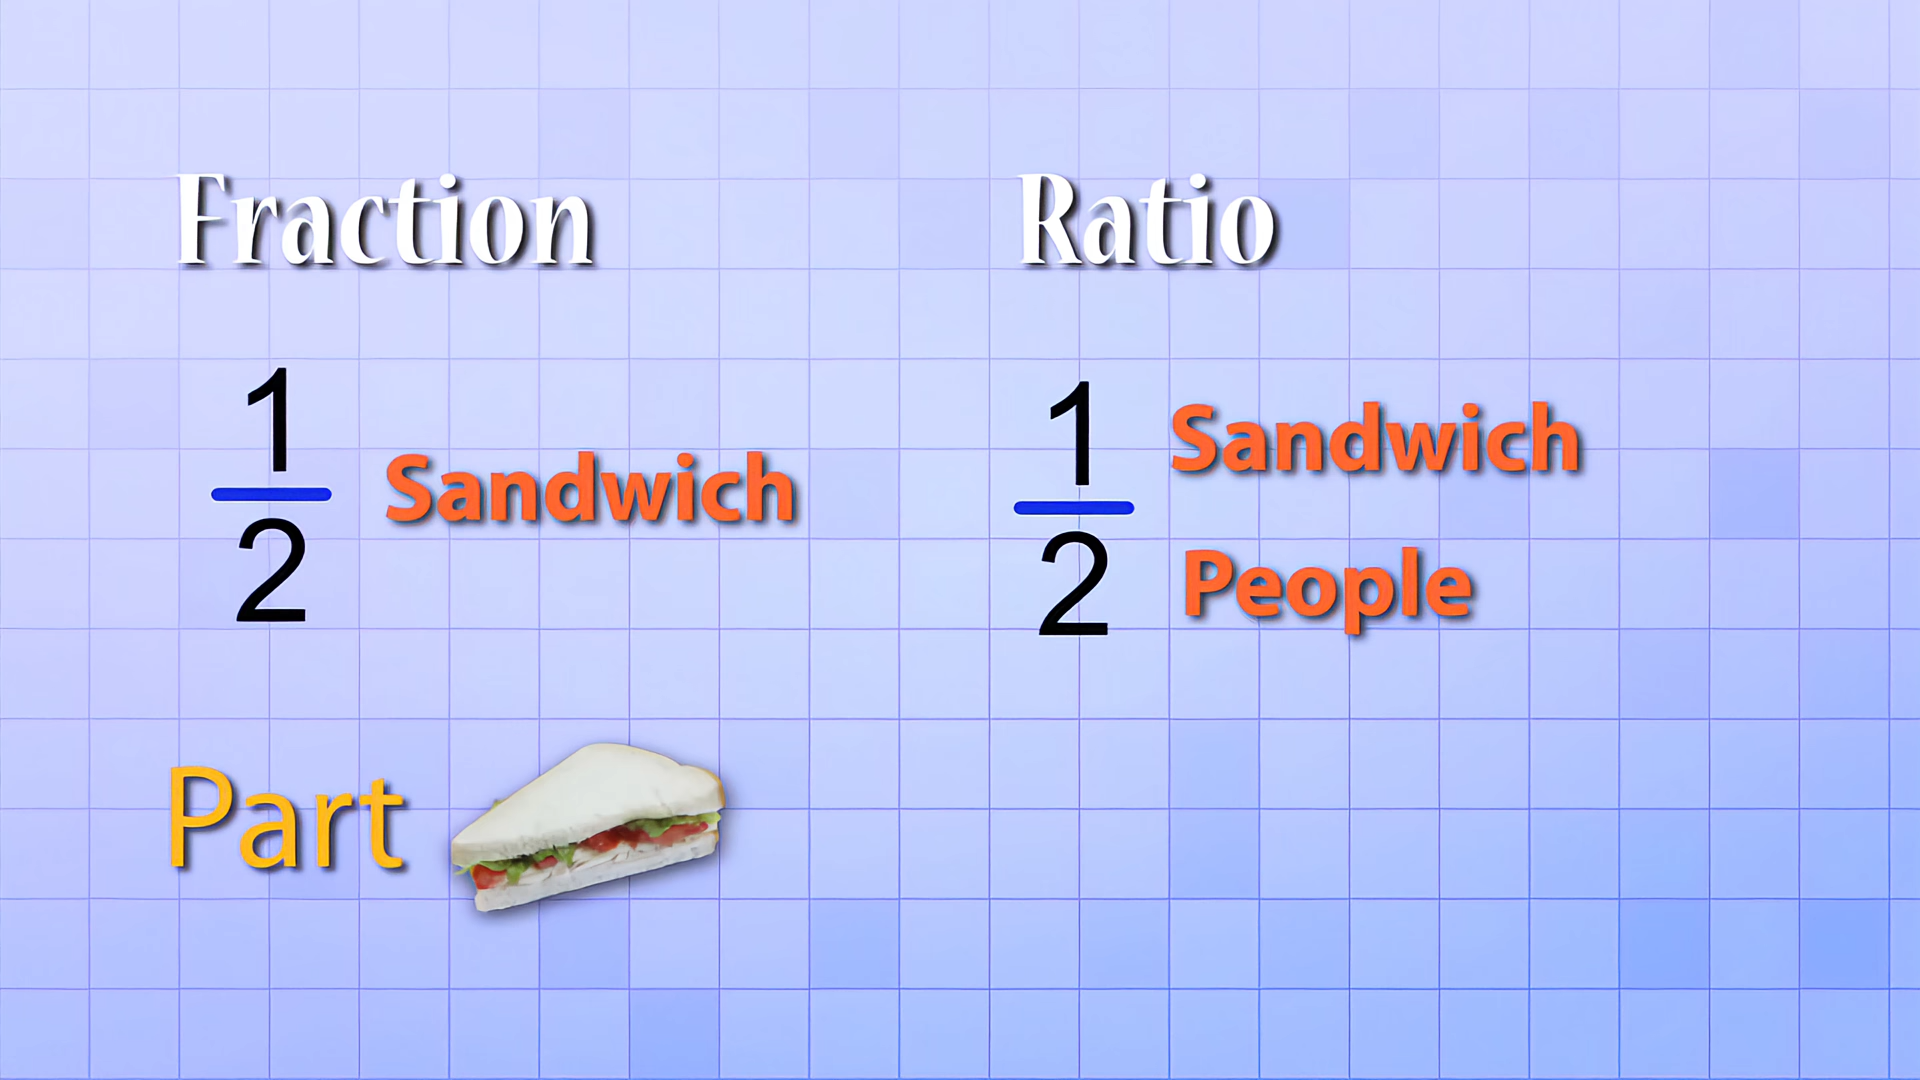 Fraction
1
2
Sandwich
Part
Ratio
1
2
Sandwich
People